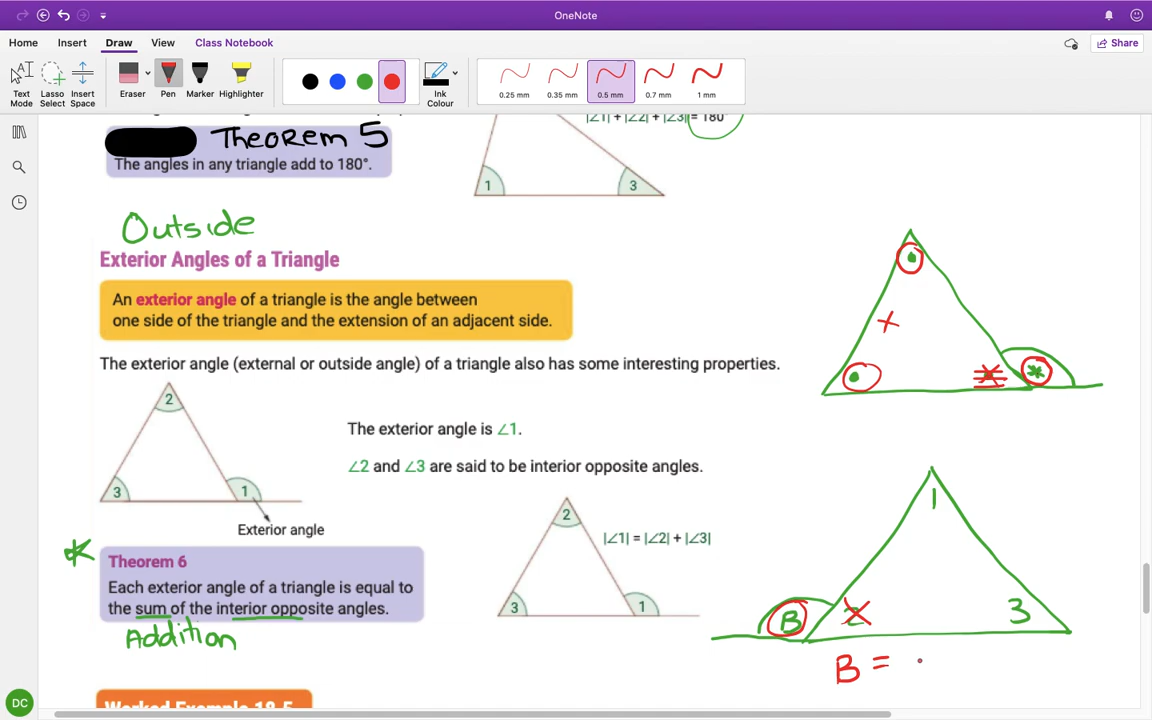 OneNote
Home Insert Draw View Class Notebook
Share
Text Mode
Lasso Select
Insert Space
Eraser
Pen
Marker
Highlighter
Ink Colour
0.25 mm 0.35 mm 0.5 mm 0.7 mm 1 mm
|∠1| + |∠2| + |∠3| = 180
Theorem 5
The angles in any triangle add to 180°.
1 3
Outside
Exterior Angles of a Triangle
An exterior angle of a triangle is the angle between
one side of the triangle and the extension of an adjacent side.
The exterior angle (external or outside angle) of a triangle also has some interesting properties.
2
3 1
Exterior angle
The exterior angle is ∠1.
∠2 and ∠3 are said to be interior opposite angles.
2
|∠1| = |∠2| + |∠3|
3 1
Theorem 6
Each exterior angle of a triangle is equal to
the sum of the interior opposite angles.
Addition
+
1
B 2 3
B =
DC
Worked Example 18.5